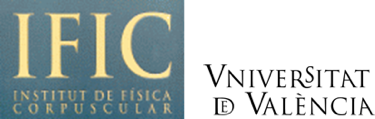 IFIC
INSTITUT DE FÍSICA
CORPUSCULAR
VNIVERSITAT
DE VALÈNCIA